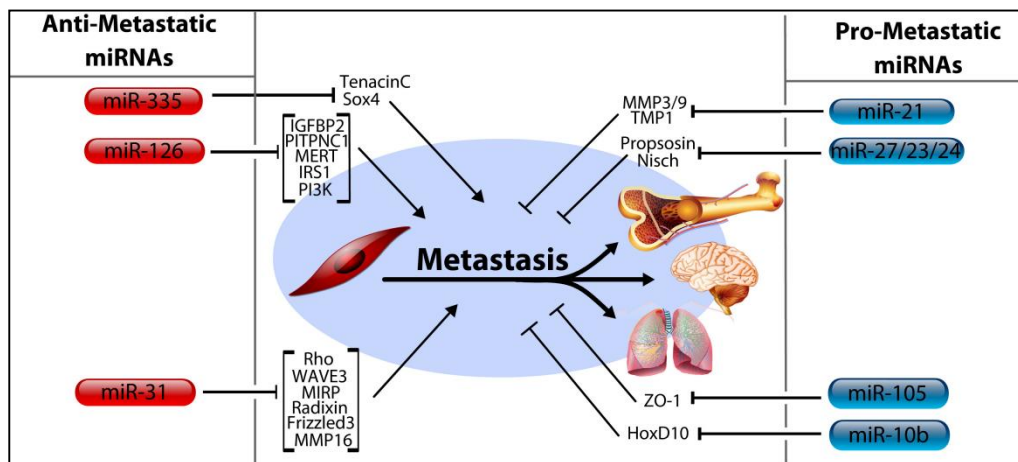 Anti-Metastatic
miRNAs
miR-335
miR-126
miR-31
TenacinC
Sox4
IGFBP2
PITPNC1
MERT
IRS1
PI3K
Rho
WAVE3
MIRP
Radixin
Frizzled3
MMP16
Metastasis
MMP3/9
TMP1
Propsosin
Nisch
ZO-1
HoxD10
Pro-Metastatic
miRNAs
miR-21
miR-27/23/24
miR-105
miR-10b